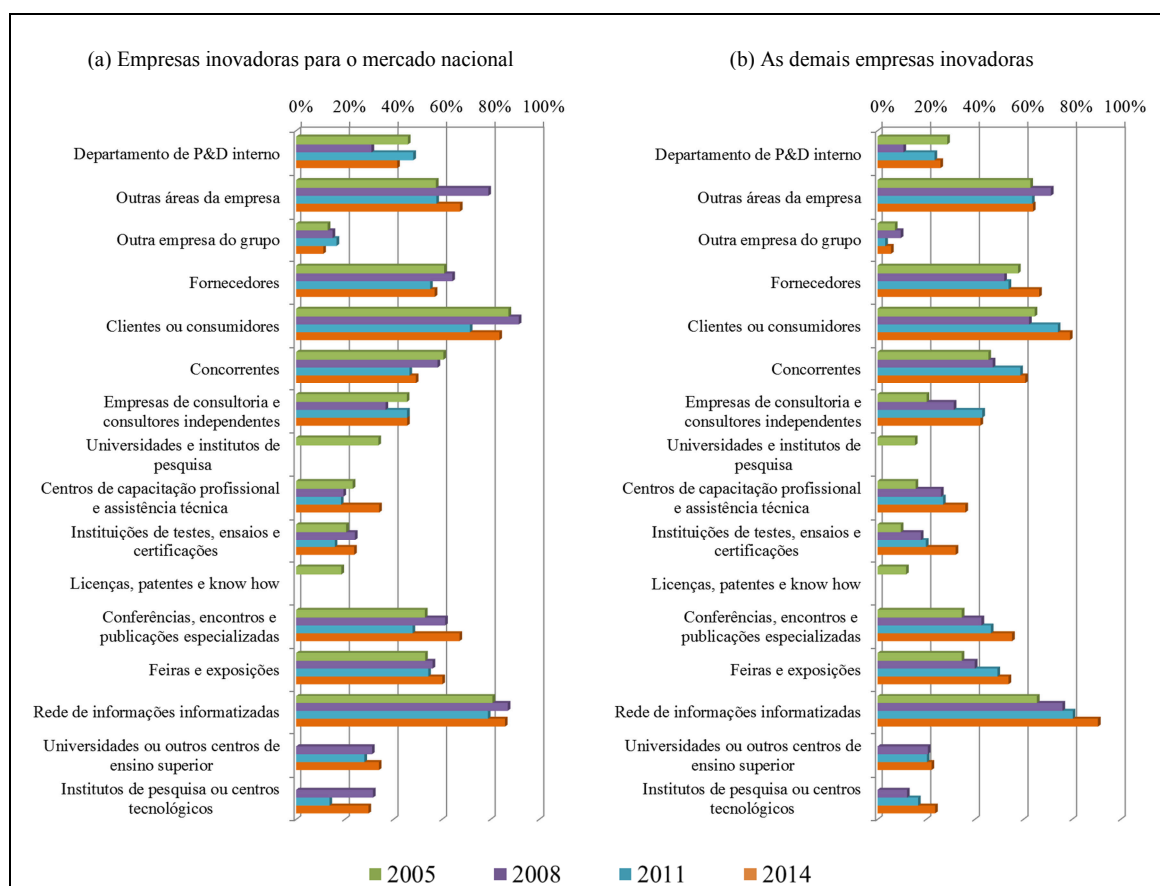 (a) Empresas inovadoras para o mercado nacional
0% 20% 40% 60% 80% 100%
Departamento de P&D interno
Outras áreas da empresa
Outra empresa do grupo
Fornecedores
Clientes ou consumidores
Concorrentes
Empresas de consultoria e
consultores independentes
Universidades e institutos de
pesquisa
Centros de capacitação profissional
e assistência técnica
Instituições de testes, ensaios e
certificações
Licenças, patentes e know how
Conferências, encontros e
publicações especializadas
Feiras e exposições
Rede de informações informatizadas
Universidades ou outros centros de
ensino superior
Institutos de pesquisa ou centros
tecnológicos
(b) As demais empresas inovadoras
0% 20% 40% 60% 80% 100%
Departamento de P&D interno
Outras áreas da empresa
Outra empresa do grupo
Fornecedores
Clientes ou consumidores
Concorrentes
Empresas de consultoria e
consultores independentes
Universidades e institutos de
pesquisa
Centros de capacitação profissional
e assistência técnica
Instituições de testes, ensaios e
certificações
Licenças, patentes e know how
Conferências, encontros e
publicações especializadas
Feiras e exposições
Rede de informações informatizadas
Universidades ou outros centros de
ensino superior
Institutos de pesquisa ou centros
tecnológicos
2005 2008 2011 2014